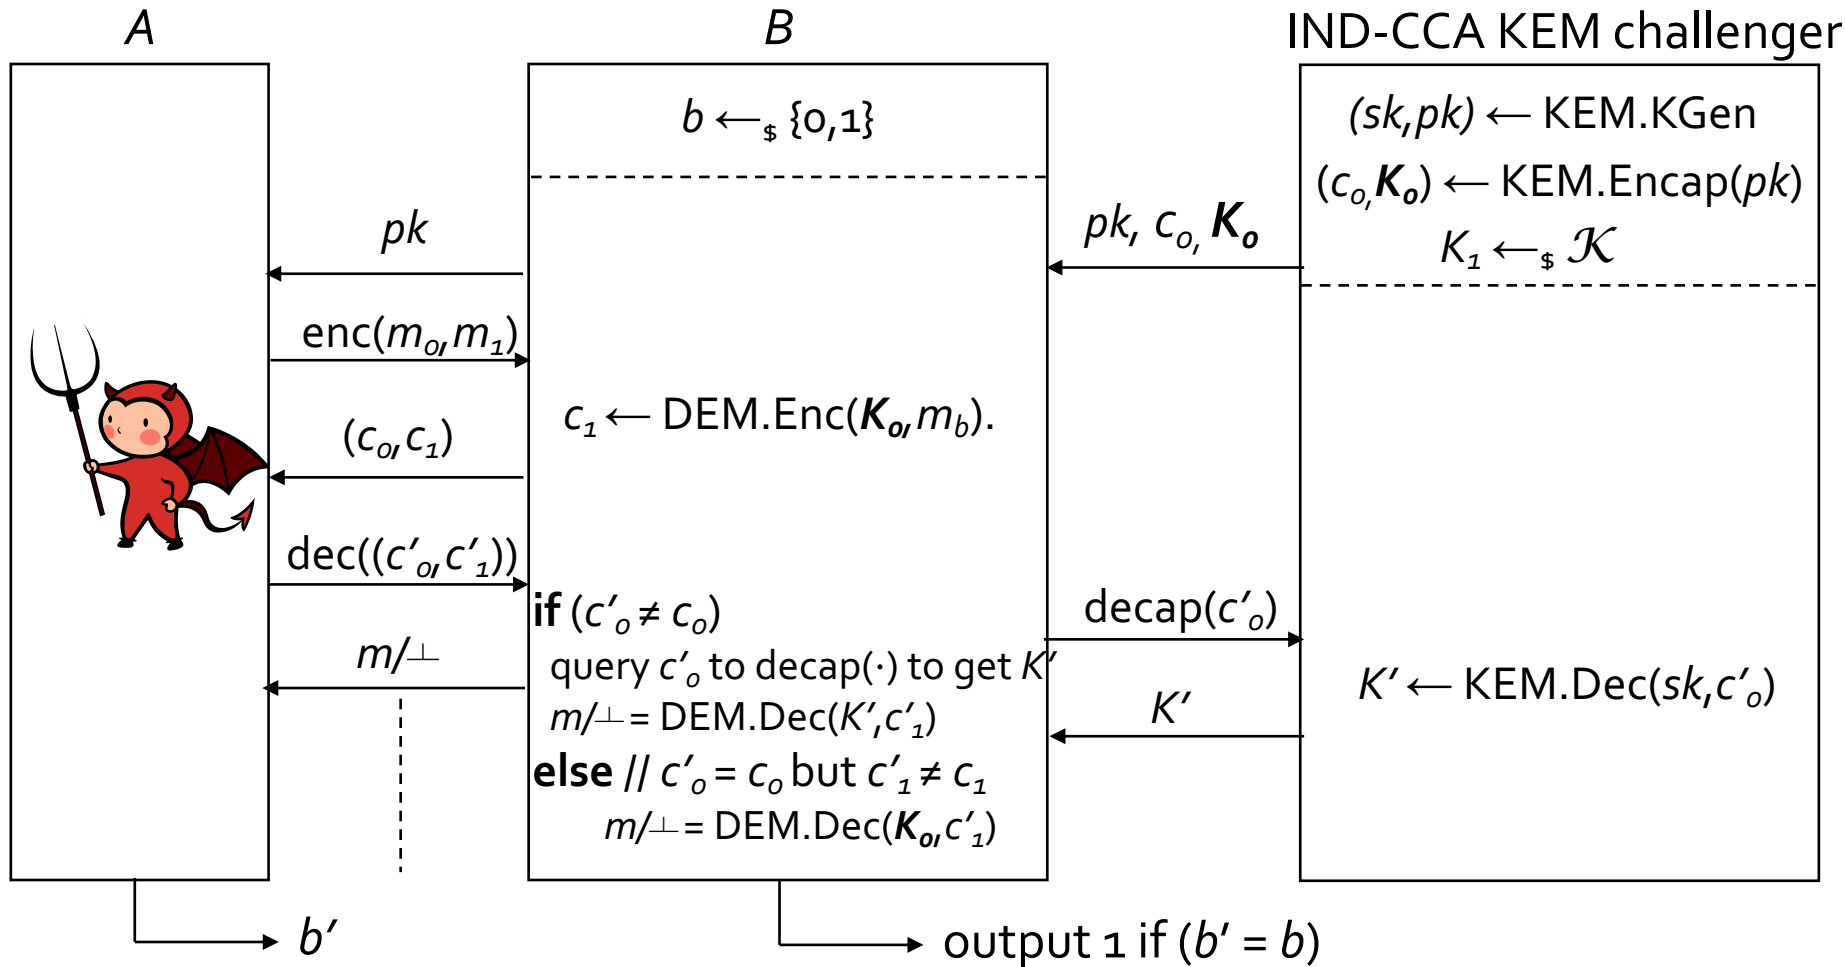 A
B
IND-CCA KEM challenger
b ⟵$ {0,1}
(sk,pk) ⟵ KEM.KGen
(c₀,K₀) ⟵ KEM.Encap(pk)
K₁ ⟵$ 𝒦
pk
pk, c₀, K₀
enc(m₀,m₁)
c₁ ⟵ DEM.Enc(K₀,m_b).
(c₀,c₁)
dec((c′₀,c′₁))
if (c′₀ ≠ c₀)
decap(c′₀)
m/⊥
query c′₀ to decap(·) to get K′
K′ ⟵ KEM.Dec(sk,c′₀)
m/⊥ = DEM.Dec(K′,c′₁)
K′
else // c′₀ = c₀ but c′₁ ≠ c₁
m/⊥ = DEM.Dec(K₀,c′₁)
b′
output 1 if (b′ = b)